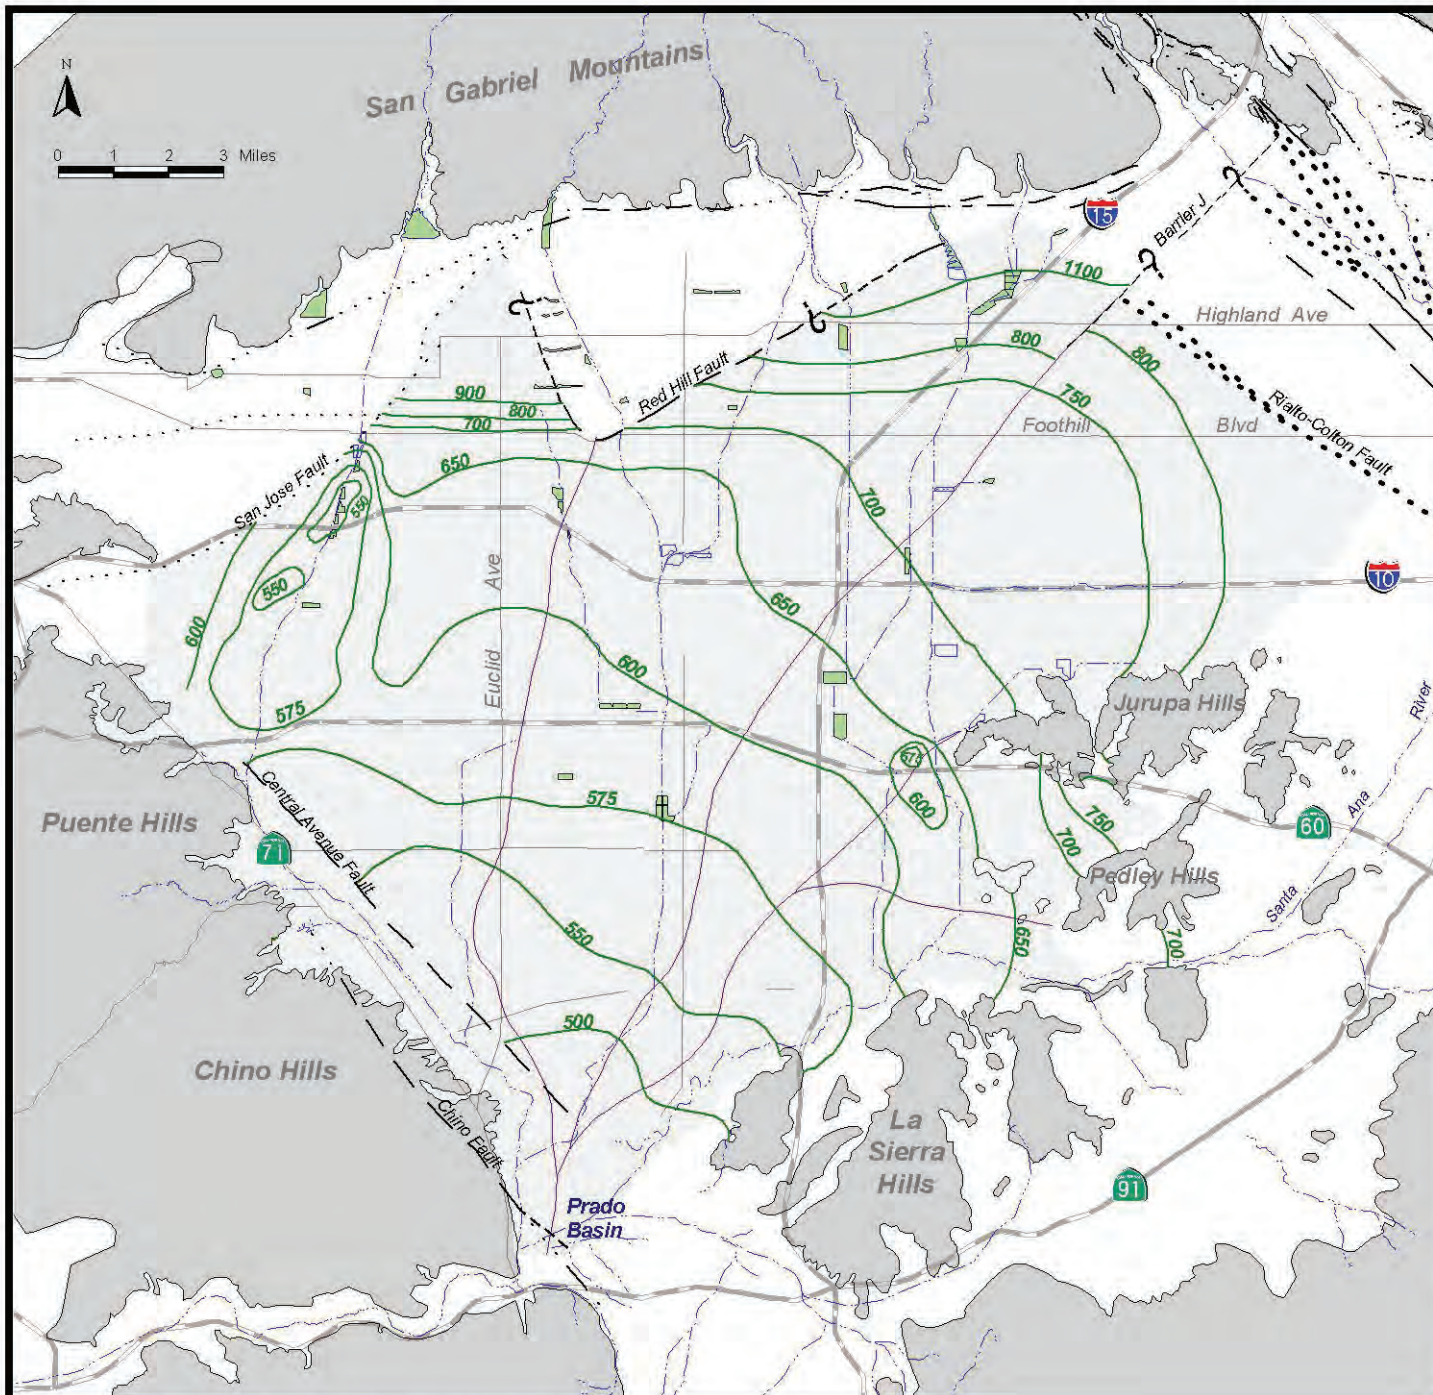 N
San Gabriel Mountains
0 1 2 3 Miles
15
Barrier J
?
?
1100
Highland Ave
?
?
800
800
Red Hill Fault
900
800
700
750
Rialto-Colton Fault
Foothill Blvd
650
San Jose Fault
550
700
10
550
Euclid Ave
650
600
600
River
Jurupa Hills
575
575
Central Avenue Fault
575
600
Ana
750
60
Puente Hills
71
700
Pedley Hills
Santa
550
650
700
500
Chino Hills
Chino Fault
La
Sierra
Hills
91
Prado
Basin